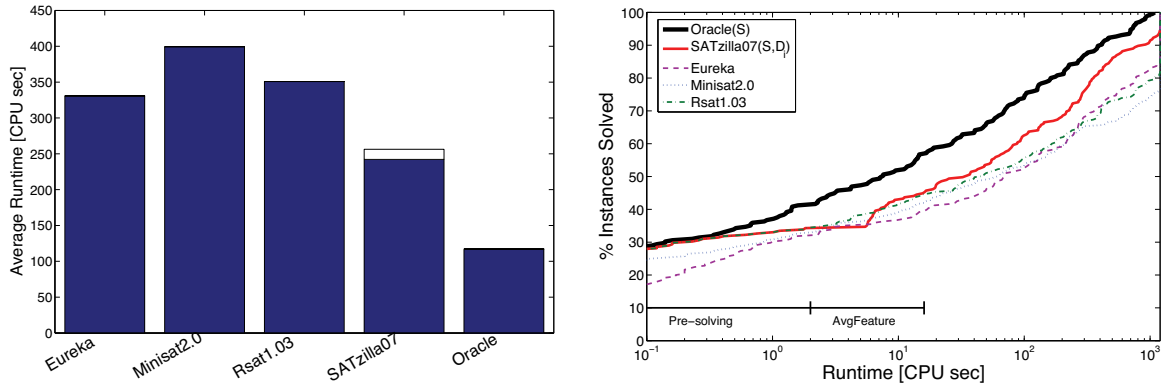 450
400
350
300
250
200
150
100
50
0
Average Runtime [CPU sec]
Eureka
Minisat2.0
Rsat1.03
SATzilla07
Oracle
100
90
80
70
60
50
40
30
20
10
0
% Instances Solved
Oracle(S)
SATzilla07(S,D_i)
Eureka
Minisat2.0
Rsat1.03
Pre-solving
AvgFeature
10^-1
10^0
10^1
10^2
10^3
Runtime [CPU sec]